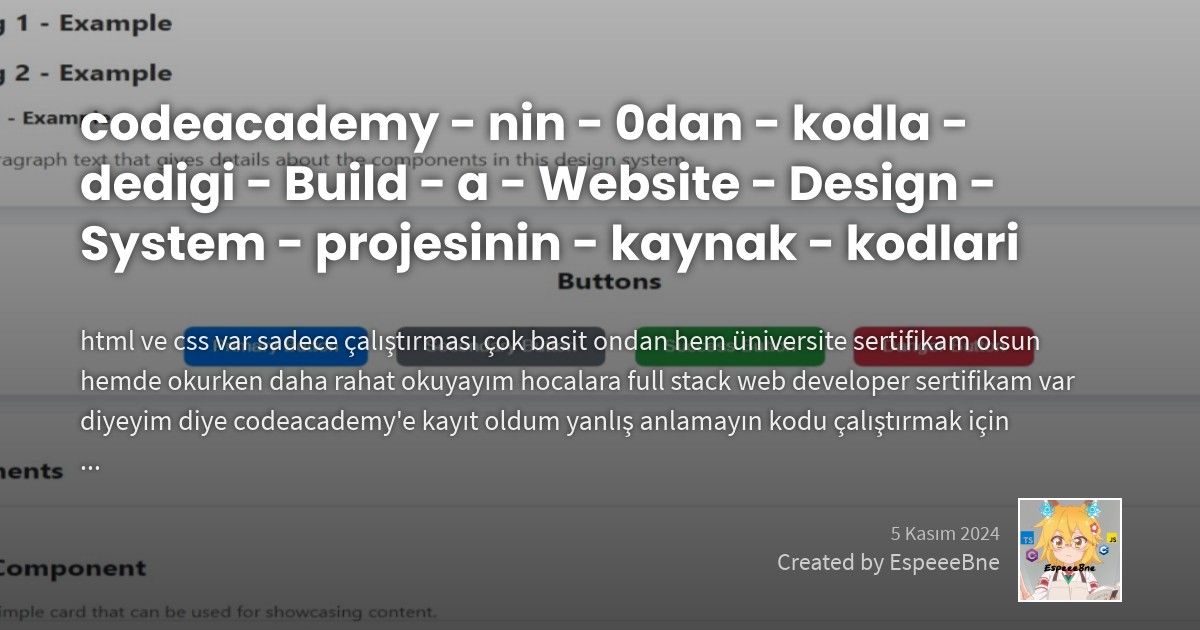 g 1 - Example
g 2 - Example
- Example
codeacademy - nin - 0dan - kodla -
ragraph text that gives details about the components in this design system.
dedigi - Build - a - Website - Design -
System - projesinin - kaynak - kodlari
Buttons
html ve css var sadece çalıştırması çok basit ondan hem üniversite sertifikam olsun
hemde okurken daha rahat okuyayım hocalara full stack web developer sertifikam var
diyeyim diye codeacademy'e kayıt oldum yanlış anlamayın kodu çalıştırmak için
...
nents
5 Kasım 2024
Created by EspeeeBne
TS
JS
EspeeeBne
Component
imple card that can be used for showcasing content.